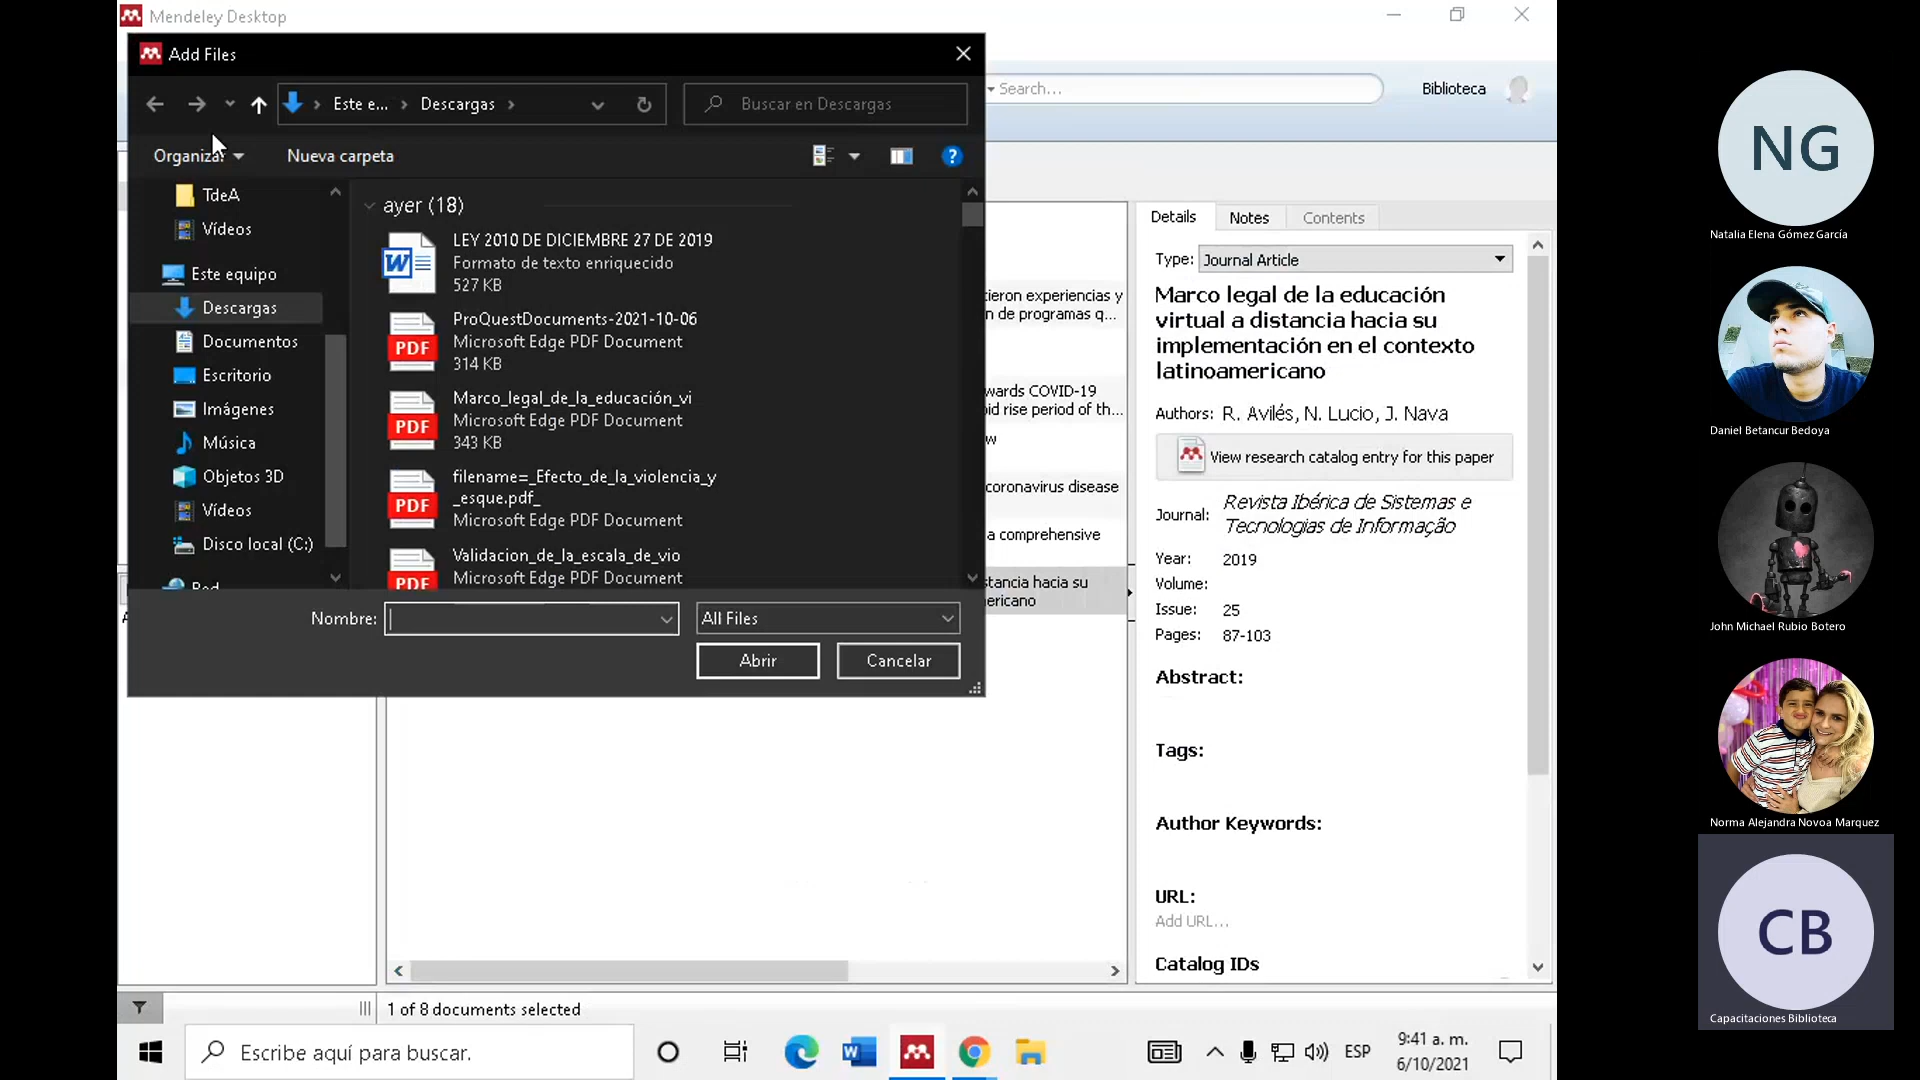 Mendeley Desktop
Add Files
Este e...
Descargas
Buscar en Descargas
Search...
Biblioteca
Organizar
Nueva carpeta
TdeA
Vídeos
Este equipo
Descargas
Documentos
Escritorio
Imágenes
Música
Objetos 3D
Vídeos
Disco local (C:)
Red
ayer (18)
LEY 2010 DE DICIEMBRE 27 DE 2019
Formato de texto enriquecido
527 KB
ProQuestDocuments-2021-10-06
Microsoft Edge PDF Document
314 KB
Marco_legal_de_la_educación_vi
Microsoft Edge PDF Document
343 KB
filename=_Efecto_de_la_violencia_y
_esque.pdf_
Microsoft Edge PDF Document
Validacion_de_la_escala_de_vio
Microsoft Edge PDF Document
PDF
PDF
PDF
PDF
Nombre:
All Files
Abrir
Cancelar
tieron experiencias y
n de programas q...
wards COVID-19
oid rise period of th...
w
coronavirus disease
a comprehensive
stancia hacia su
ericano
Details
Notes
Contents
Type: Journal Article
Marco legal de la educación
virtual a distancia hacia su
implementación en el contexto
latinoamericano
Authors: R. Avilés, N. Lucio, J. Nava
View research catalog entry for this paper
Journal: Revista Ibérica de Sistemas e
Tecnologias de Informação
Year: 2019
Volume:
Issue: 25
Pages: 87-103
Abstract:
Tags:
Author Keywords:
URL:
Add URL...
Catalog IDs
1 of 8 documents selected
Escribe aquí para buscar.
ESP
9:41 a. m.
6/10/2021
NG
Natalia Elena Gómez García
Daniel Betancur Bedoya
John Michael Rubio Botero
Norma Alejandra Novoa Marquez
CB
Capacitaciones Biblioteca